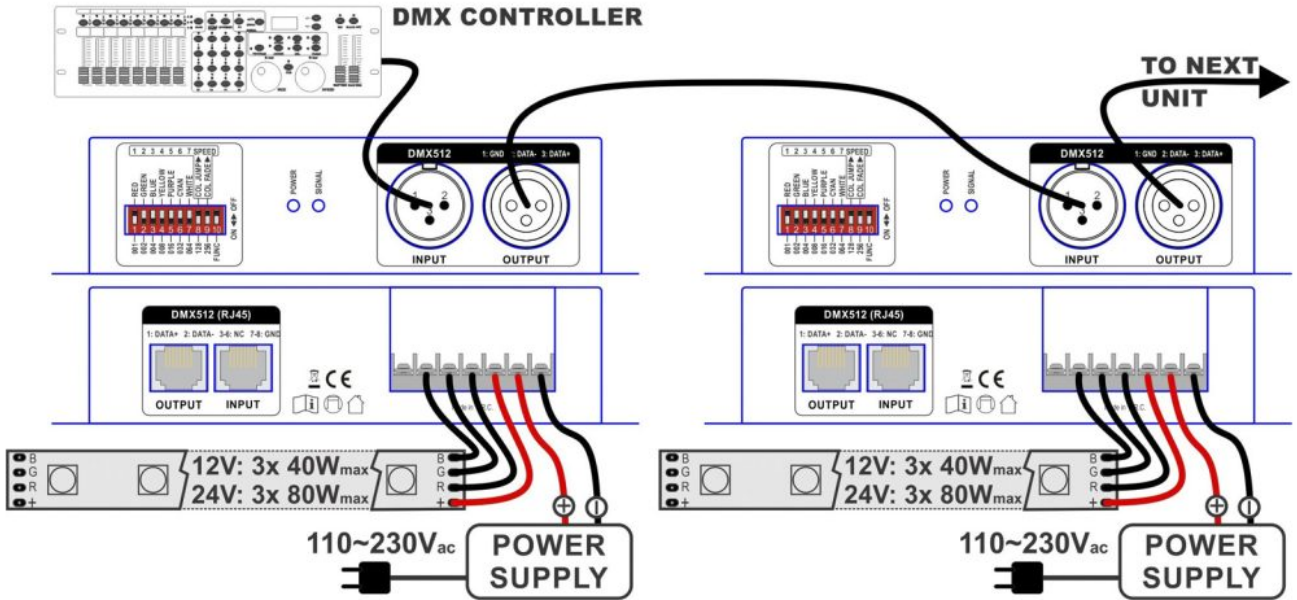 DMX CONTROLLER
TO NEXT
UNIT
1 2 3 4 5 6 7 SPEED
RED
GREEN
BLUE
YELLOW
PURPLE
CYAN
WHITE
COL JUMP
COL FADE
1 2 3 4 5 6 7 8 9 10
ON OFF
001
002
004
008
016
032
064
128
256
FUNC
POWER
SIGNAL
DMX512 1: GND 2: DATA- 3: DATA+
1 2
3
INPUT OUTPUT
1 2 3 4 5 6 7 SPEED
RED
GREEN
BLUE
YELLOW
PURPLE
CYAN
WHITE
COL JUMP
COL FADE
1 2 3 4 5 6 7 8 9 10
ON OFF
001
002
004
008
016
032
064
128
256
FUNC
POWER
SIGNAL
DMX512 1: GND 2: DATA- 3: DATA+
1 2
3
INPUT OUTPUT
DMX512 (RJ45)
1: DATA+ 2: DATA- 3-6: NC 7-8: GND
OUTPUT INPUT
CE
DMX512 (RJ45)
1: DATA+ 2: DATA- 3-6: NC 7-8: GND
OUTPUT INPUT
CE
B
G
R
+
12V: 3x 40Wmax
24V: 3x 80Wmax
B
G
R
+
B
G
R
+
12V: 3x 40Wmax
24V: 3x 80Wmax
B
G
R
+
110~230Vac
POWER
SUPPLY
110~230Vac
POWER
SUPPLY